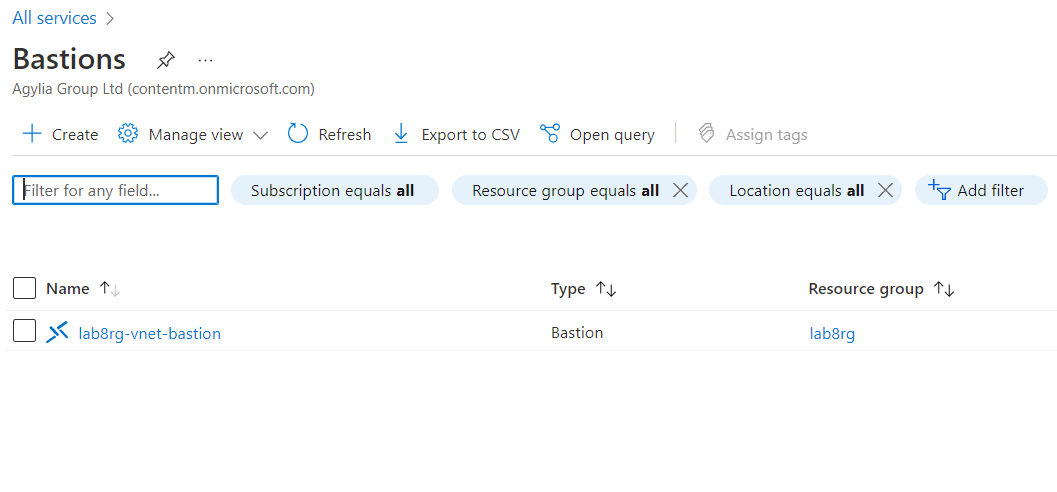 All services
Bastions
Agylia Group Ltd (contentm.onmicrosoft.com)
Create Manage view Refresh Export to CSV Open query Assign tags
Filter for any field... Subscription equals all Resource group equals all Location equals all Add filter
Name Type Resource group
lab8rg-vnet-bastion Bastion lab8rg